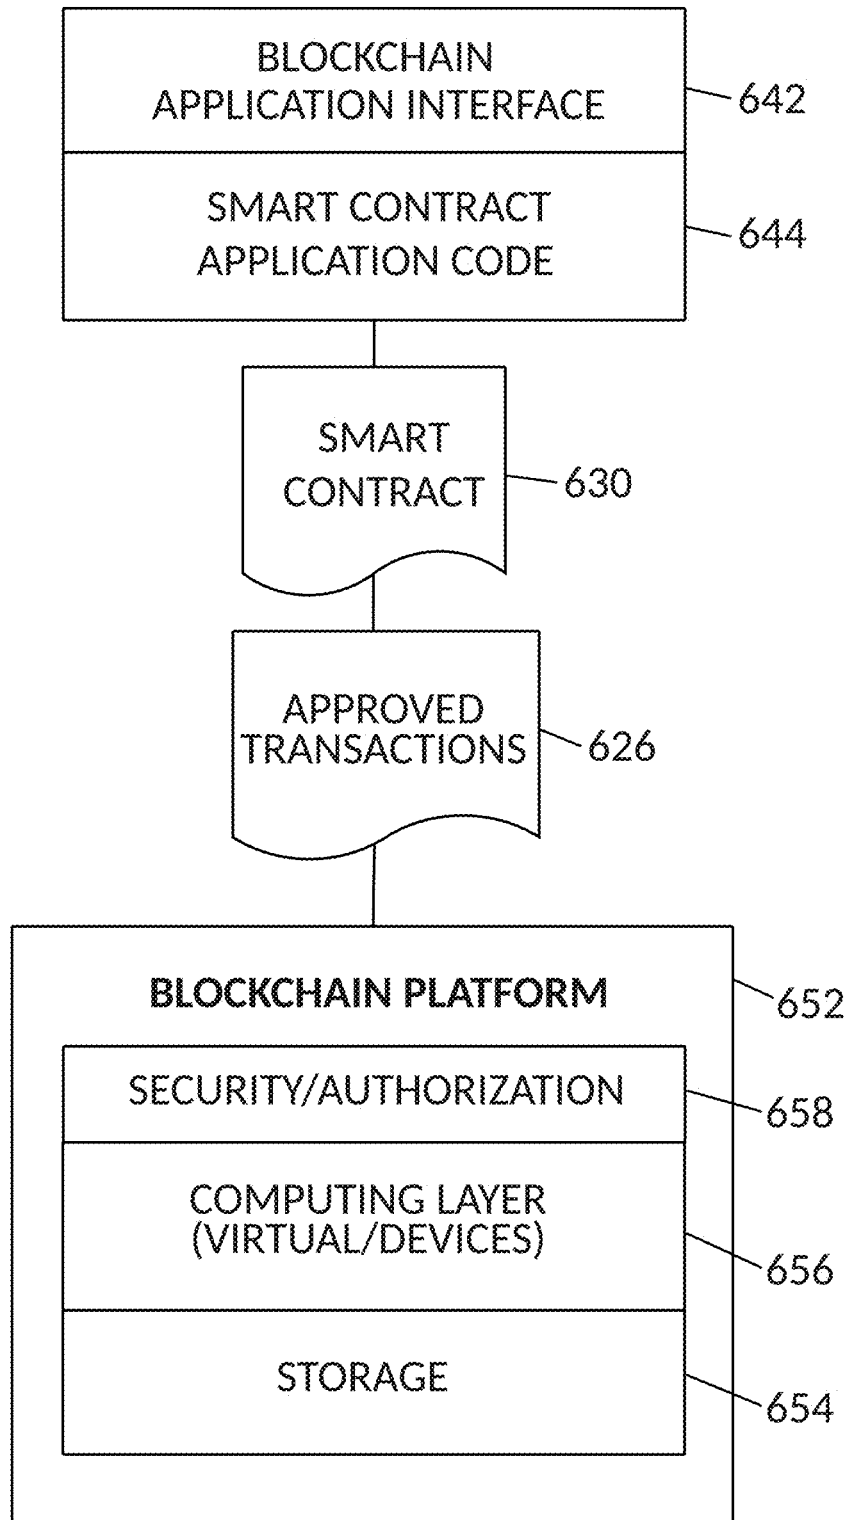 BLOCKCHAIN
APPLICATION INTERFACE
642
SMART CONTRACT
APPLICATION CODE
644
SMART
CONTRACT
630
APPROVED
TRANSACTIONS
626
BLOCKCHAIN PLATFORM
652
SECURITY/AUTHORIZATION
658
COMPUTING LAYER
(VIRTUAL/DEVICES)
656
STORAGE
654